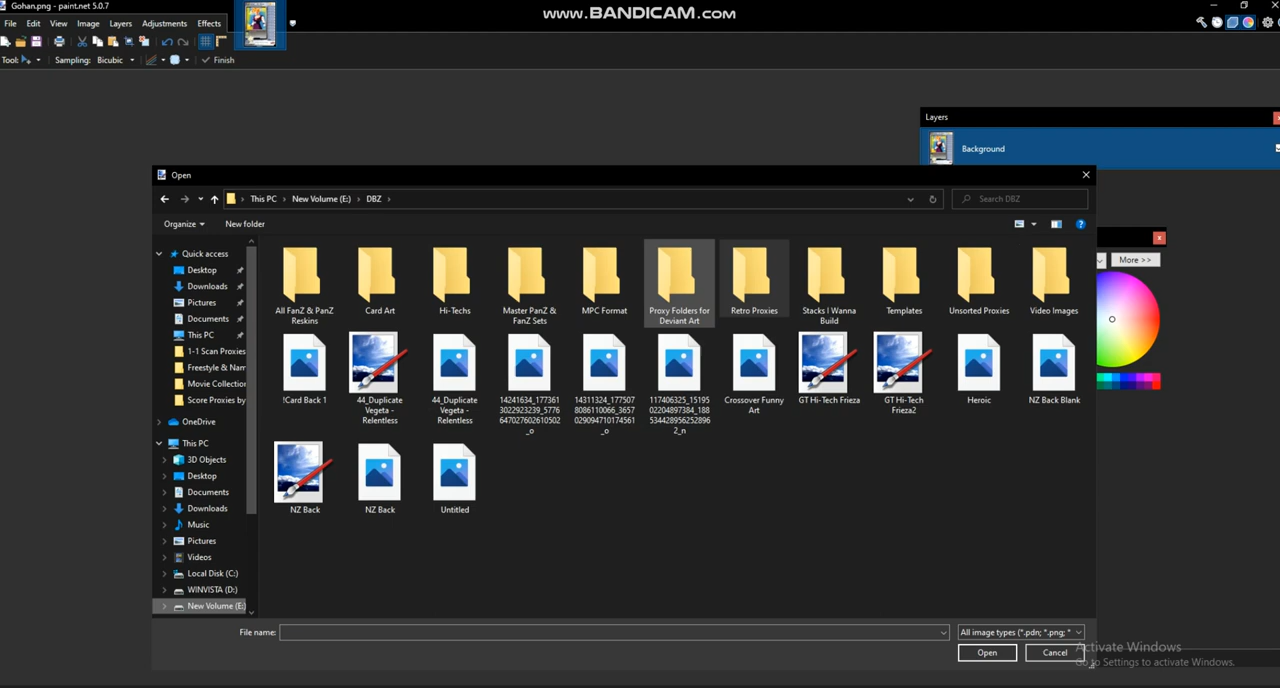 Gohan.png - paint.net 5.0.7
www.BANDICAM.com
File Edit View Image Layers Adjustments Effects
Tool: Sampling: Bicubic Finish
Layers
Background
Open
This PC > New Volume (E:) > DBZ >
Search DBZ
Organize New folder
More >>
Quick access
Desktop
Downloads
Pictures
Documents
This PC
1-1 Scan Proxies
Freestyle & Nam
Movie Collection
Score Proxies by
OneDrive
This PC
3D Objects
Desktop
Documents
Downloads
Music
Pictures
Videos
Local Disk (C:)
WINVISTA (D:)
New Volume (E:)
All FanZ & PanZ
Reskins
Card Art
Hi-Techs
Master PanZ &
FanZ Sets
MPC Format
Proxy Folders for
Deviant Art
Retro Proxies
Stacks I Wanna
Build
Templates
Unsorted Proxies
Video Images
!Card Back 1
44_Duplicate
Vegeta -
Relentless
44_Duplicate
Vegeta -
Relentless
14241634_177361
3022923239_5776
647027602610502
_o
14311324_177507
8086110066_3657
029094710174561
_o
117406325_15195
02204897384_188
534428956252896
2_n
Crossover Funny
Art
GT Hi-Tech Frieza
GT Hi-Tech
Frieza2
Heroic
NZ Back Blank
NZ Back
NZ Back
Untitled
File name:
All image types (*.pdn; *.png; *
Open Cancel
Activate Windows
Go to Settings to activate Windows.